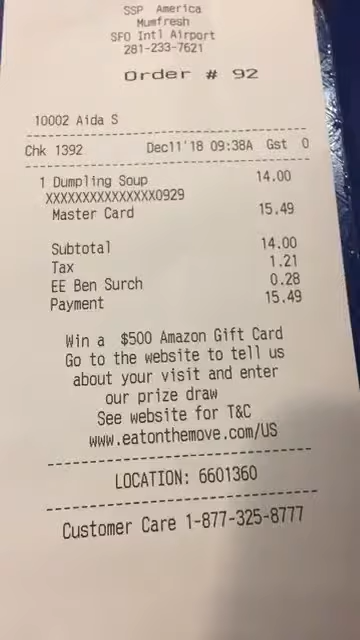 SSP America
Mumfresh
SFO Intl Airport
281-233-7621
Order # 92
10002 Aida S
Chk 1392 Dec11'18 09:38A Gst 0
1 Dumpling Soup 14.00
XXXXXXXXXXXXXXX0929
Master Card 15.49
Subtotal 14.00
Tax 1.21
EE Ben Surch 0.28
Payment 15.49
Win a $500 Amazon Gift Card
Go to the website to tell us
about your visit and enter
our prize draw
See website for T&C
www.eatonthemove.com/US
LOCATION: 6601360
Customer Care 1-877-325-8777